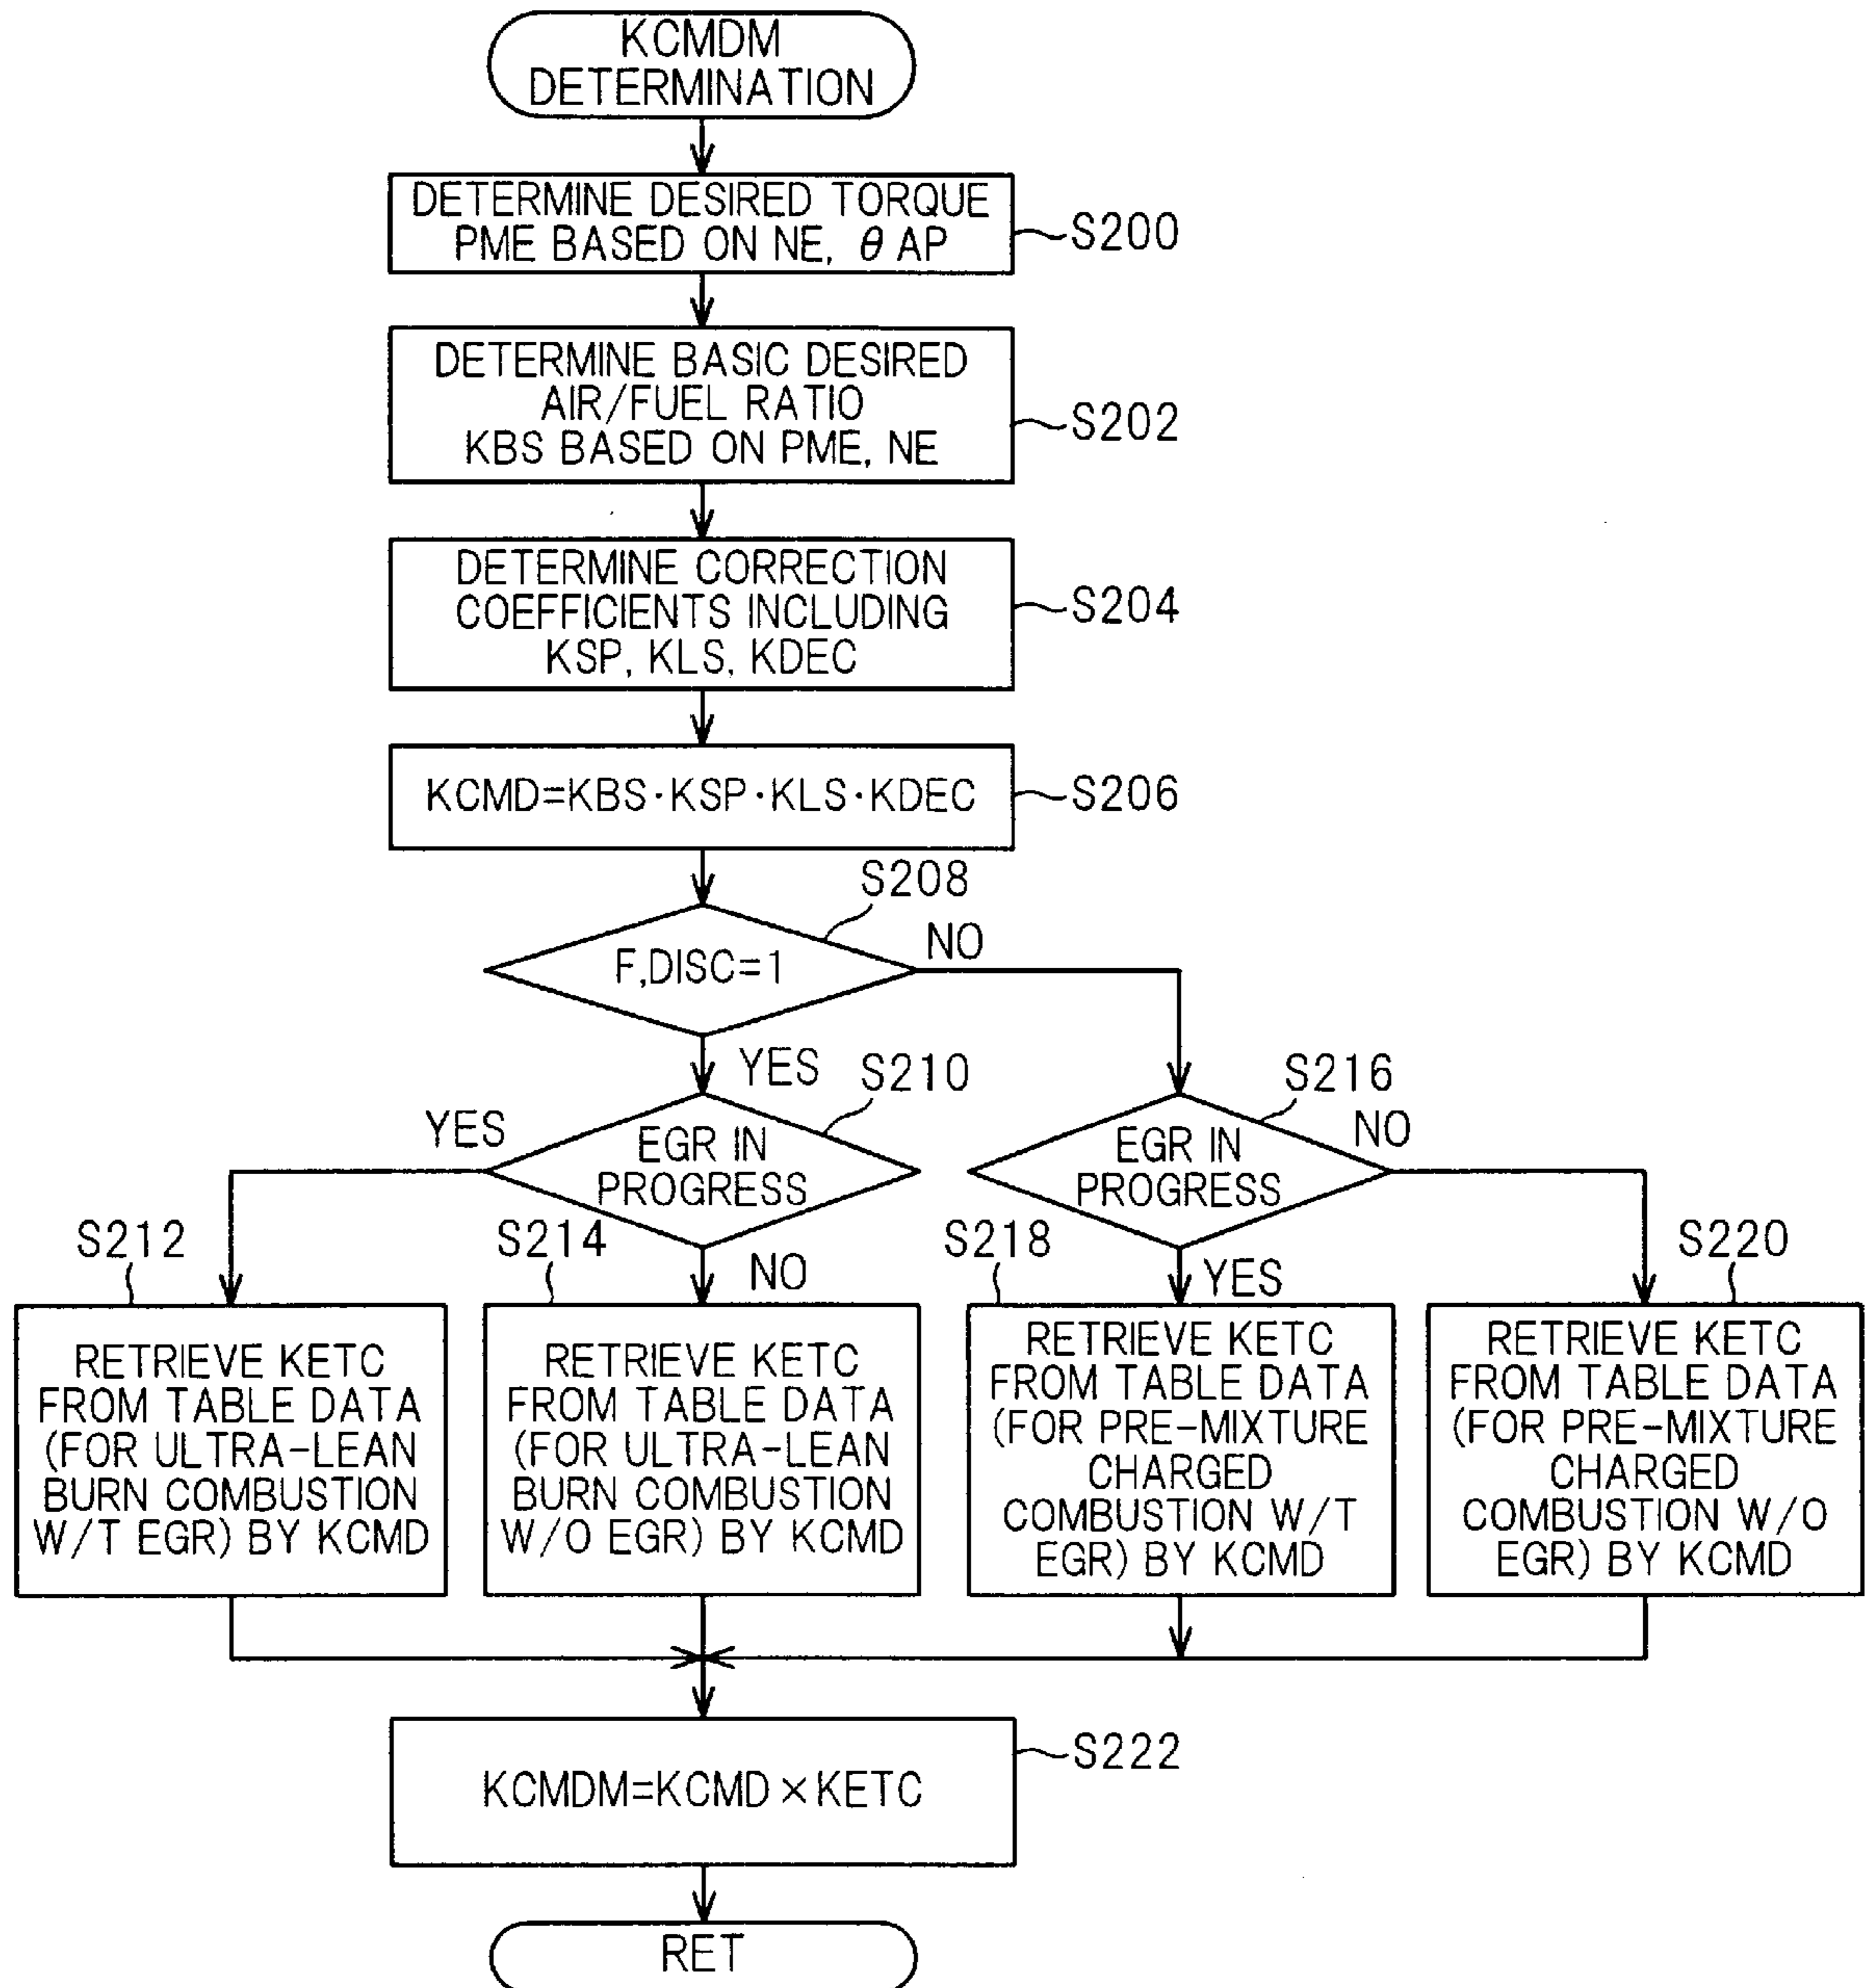 KCMDM
DETERMINATION
DETERMINE DESIRED TORQUE
PME BASED ON NE, θ AP
S200
DETERMINE BASIC DESIRED
AIR/FUEL RATIO
KBS BASED ON PME, NE
S202
DETERMINE CORRECTION
COEFFICIENTS INCLUDING
KSP, KLS, KDEC
S204
KCMD=KBS·KSP·KLS·KDEC
S206
S208
F,DISC=1
NO
YES
S210
EGR IN
PROGRESS
YES
NO
S216
EGR IN
PROGRESS
NO
YES
S212
RETRIEVE KETC
FROM TABLE DATA
(FOR ULTRA-LEAN
BURN COMBUSTION
W/T EGR) BY KCMD
S214
RETRIEVE KETC
FROM TABLE DATA
(FOR ULTRA-LEAN
BURN COMBUSTION
W/O EGR) BY KCMD
S218
RETRIEVE KETC
FROM TABLE DATA
(FOR PRE-MIXTURE
CHARGED
COMBUSTION W/T
EGR) BY KCMD
S220
RETRIEVE KETC
FROM TABLE DATA
(FOR PRE-MIXTURE
CHARGED
COMBUSTION W/O
EGR) BY KCMD
KCMDM=KCMD×KETC
S222
RET